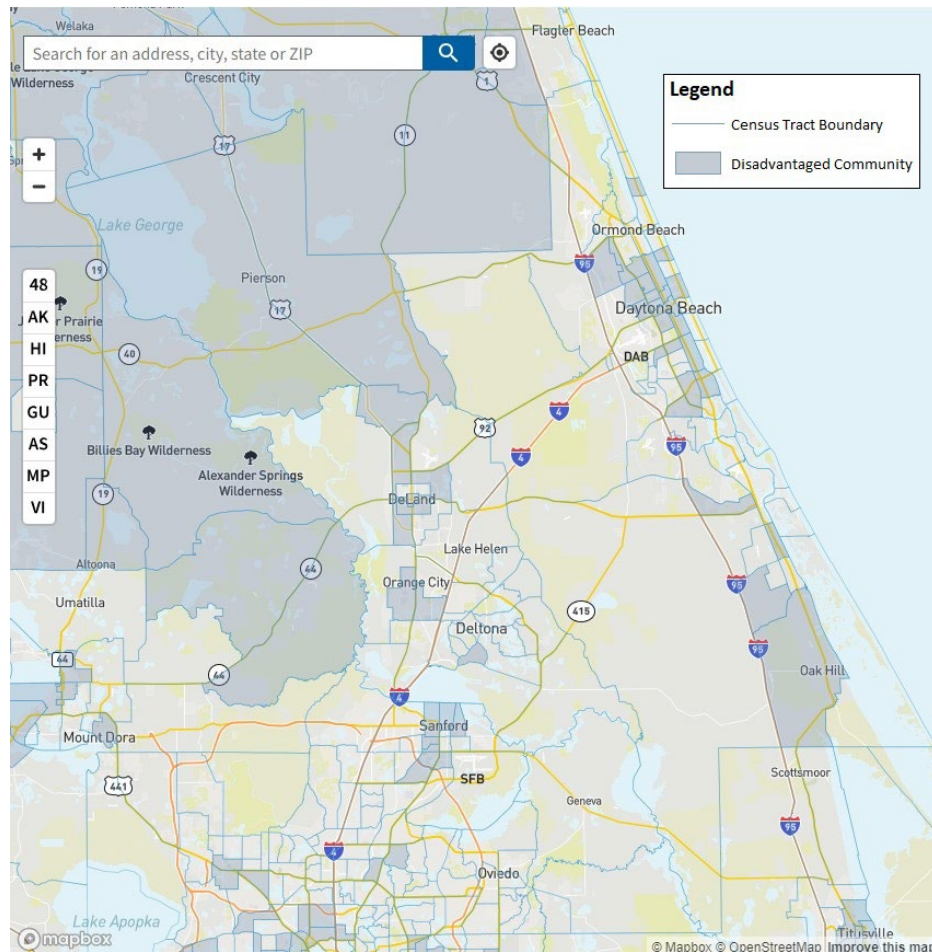 Welaka
Flagler Beach
Search for an address, city, state or ZIP
Wilderness
Crescent City
1
Legend
Census Tract Boundary
Disadvantaged Community
+
−
11
17
Lake George
Ormond Beach
19
95
Pierson
48
17
Daytona Beach
AK
Prairie
HI
40
DAB
PR
GU
4
92
AS
Billies Bay Wilderness
95
MP
Alexander Springs
Wilderness
4
19
VI
DeLand
Lake Helen
Altoona
44
Orange City
95
Umatilla
415
Deltona
44
95
44
Oak Hill
4
Sanford
Mount Dora
SFB
Scottsmoor
441
Geneva
95
4
Oviedo
Lake Apopka
Titusville
mapbox
© Mapbox © OpenStreetMap Improve this map